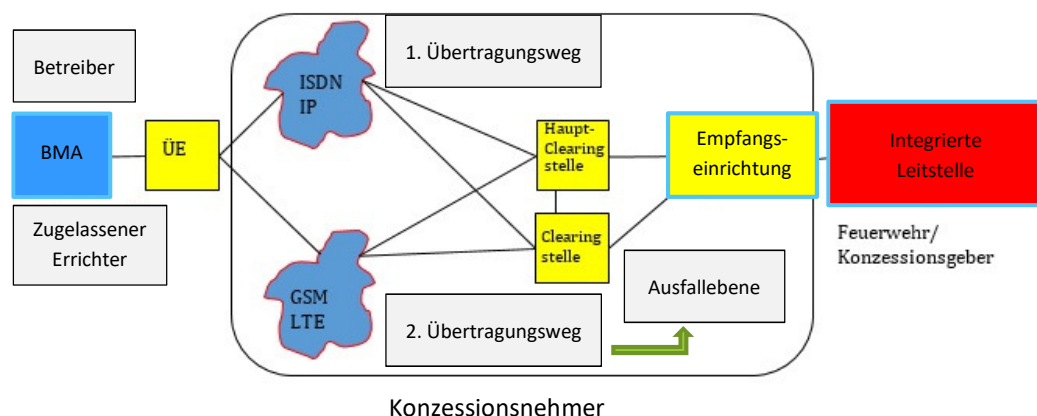 Betreiber
BMA
Zugelassener
Errichter
ÜE
ISDN
IP
1. Übertragungsweg
GSM
LTE
2. Übertragungsweg
Haupt-
Clearing
stelle
Clearing
stelle
Ausfallebene
Empfangs-
einrichtung
Integrierte
Leitstelle
Feuerwehr/
Konzessionsgeber
Konzessionsnehmer